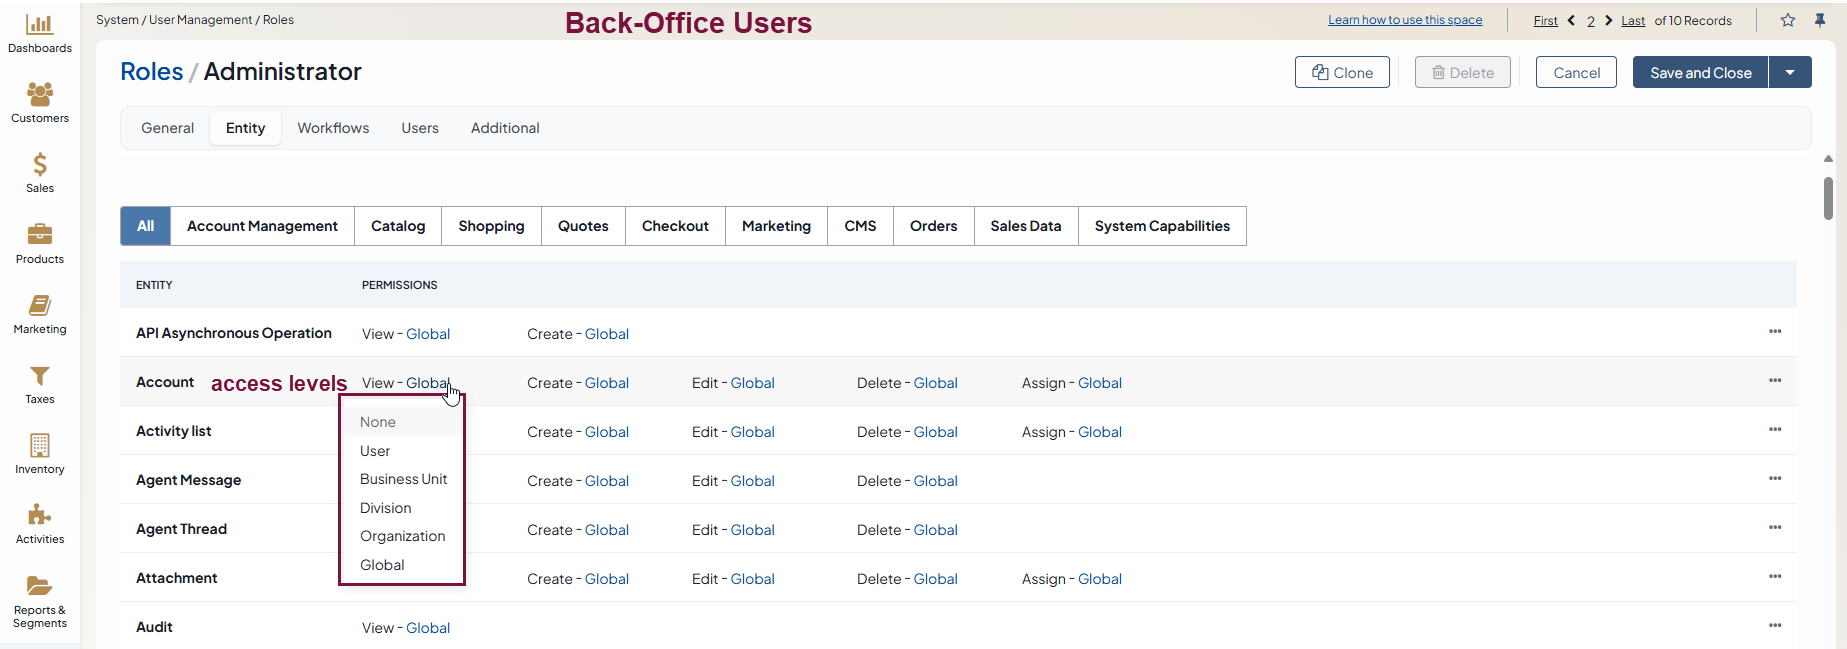 System / User Management / Roles
Back-Office Users
Learn how to use this space
First 2 Last of 10 Records
Dashboards
Customers
Sales
Products
Marketing
Taxes
Inventory
Activities
Reports &
Segments
Roles / Administrator
Clone
Delete
Cancel
Save and Close
General Entity Workflows Users Additional
All Account Management Catalog Shopping Quotes Checkout Marketing CMS Orders Sales Data System Capabilities
ENTITY PERMISSIONS
API Asynchronous Operation View - Global Create - Global ...
Account access levels View - Global Create - Global Edit - Global Delete - Global Assign - Global ...
None
User
Business Unit
Division
Organization
Global
Activity list Create - Global Edit - Global Delete - Global Assign - Global ...
Agent Message Create - Global Edit - Global Delete - Global ...
Agent Thread Create - Global Edit - Global Delete - Global ...
Attachment Create - Global Edit - Global Delete - Global Assign - Global ...
Audit View - Global ...